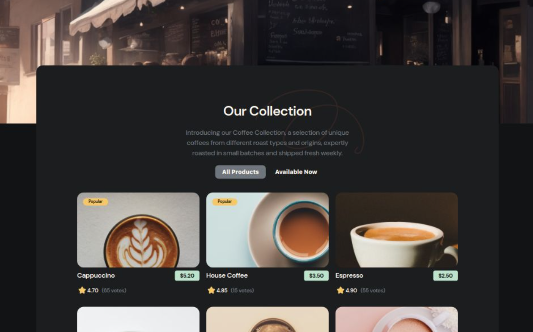 Our Collection
Introducing our Coffee Collection, a selection of unique
coffees from different roast types and origins, expertly
roasted in small batches and shipped fresh weekly.
All Products
Available Now
Popular
Popular
Cappuccino
$5.20
House Coffee
$3.50
Espresso
$2.50
4.70 (65 votes)
4.85 (15 votes)
4.90 (55 votes)